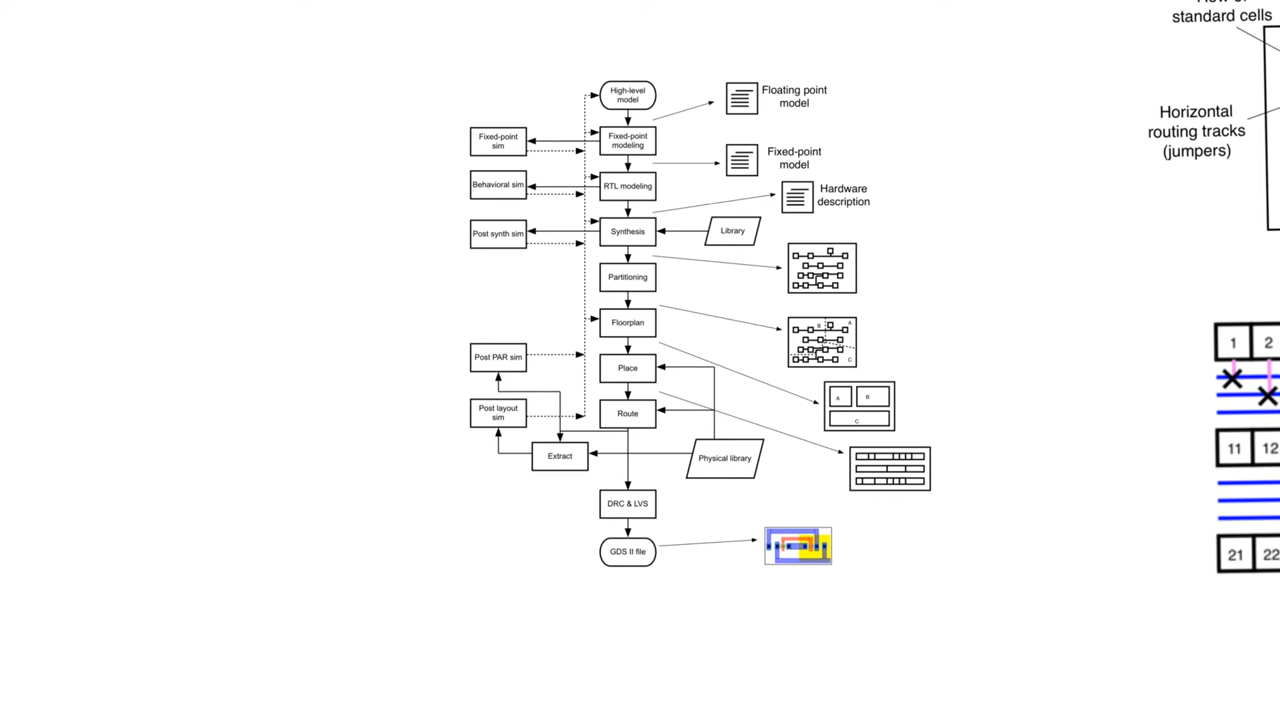 High-level
model
Floating point
model
Fixed-point
sim
Fixed-point
modeling
Fixed-point
model
Behavioral sim
RTL modeling
Hardware
description
Post synth sim
Synthesis
Library
Partitioning
Floorplan
B
A
C
Post PAR sim
Place
A
B
C
Post layout
sim
Route
Extract
Physical library
DRC & LVS
GDS II file
standard cells
Horizontal
routing tracks
(jumpers)
1 2
11 12
21 22